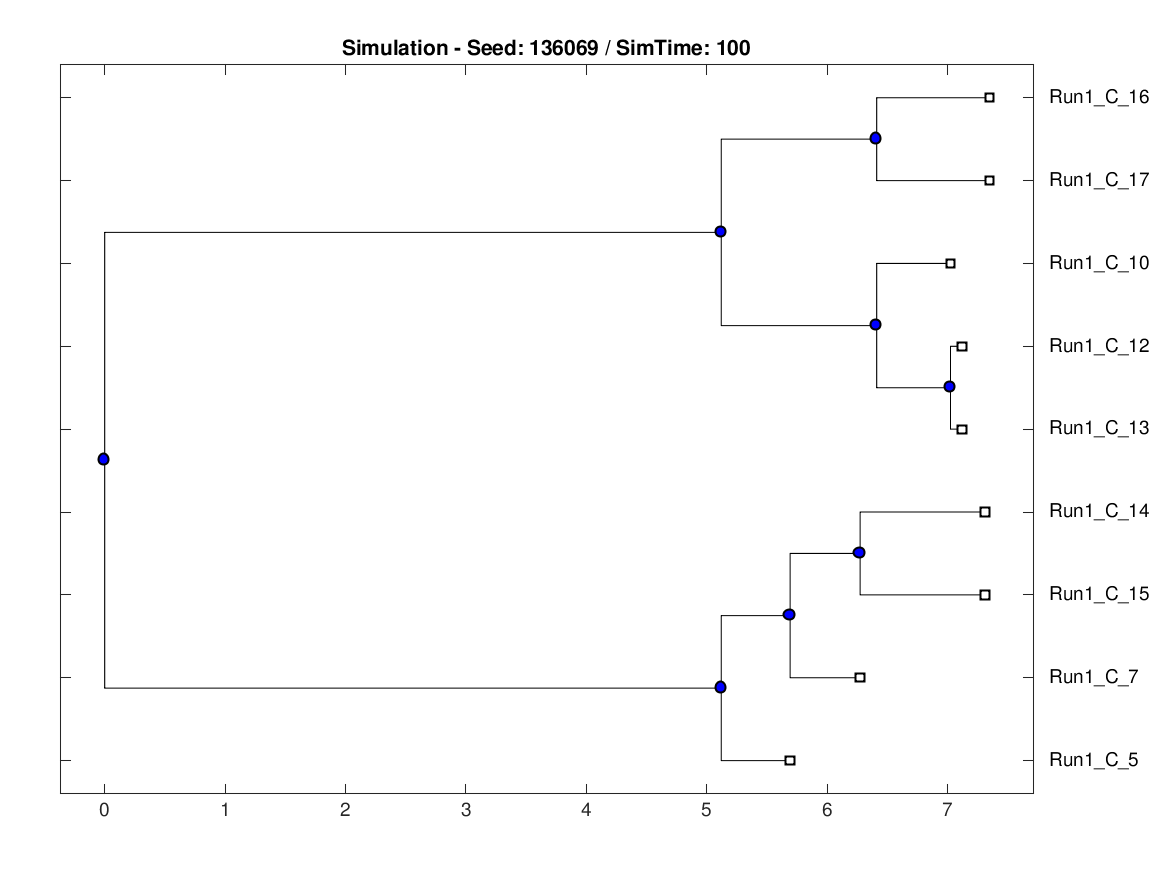 Simulation - Seed: 136069 / SimTime: 100
Run1_C_16
Run1_C_17
Run1_C_10
Run1_C_12
Run1_C_13
Run1_C_14
Run1_C_15
Run1_C_7
Run1_C_5
0 1 2 3 4 5 6 7